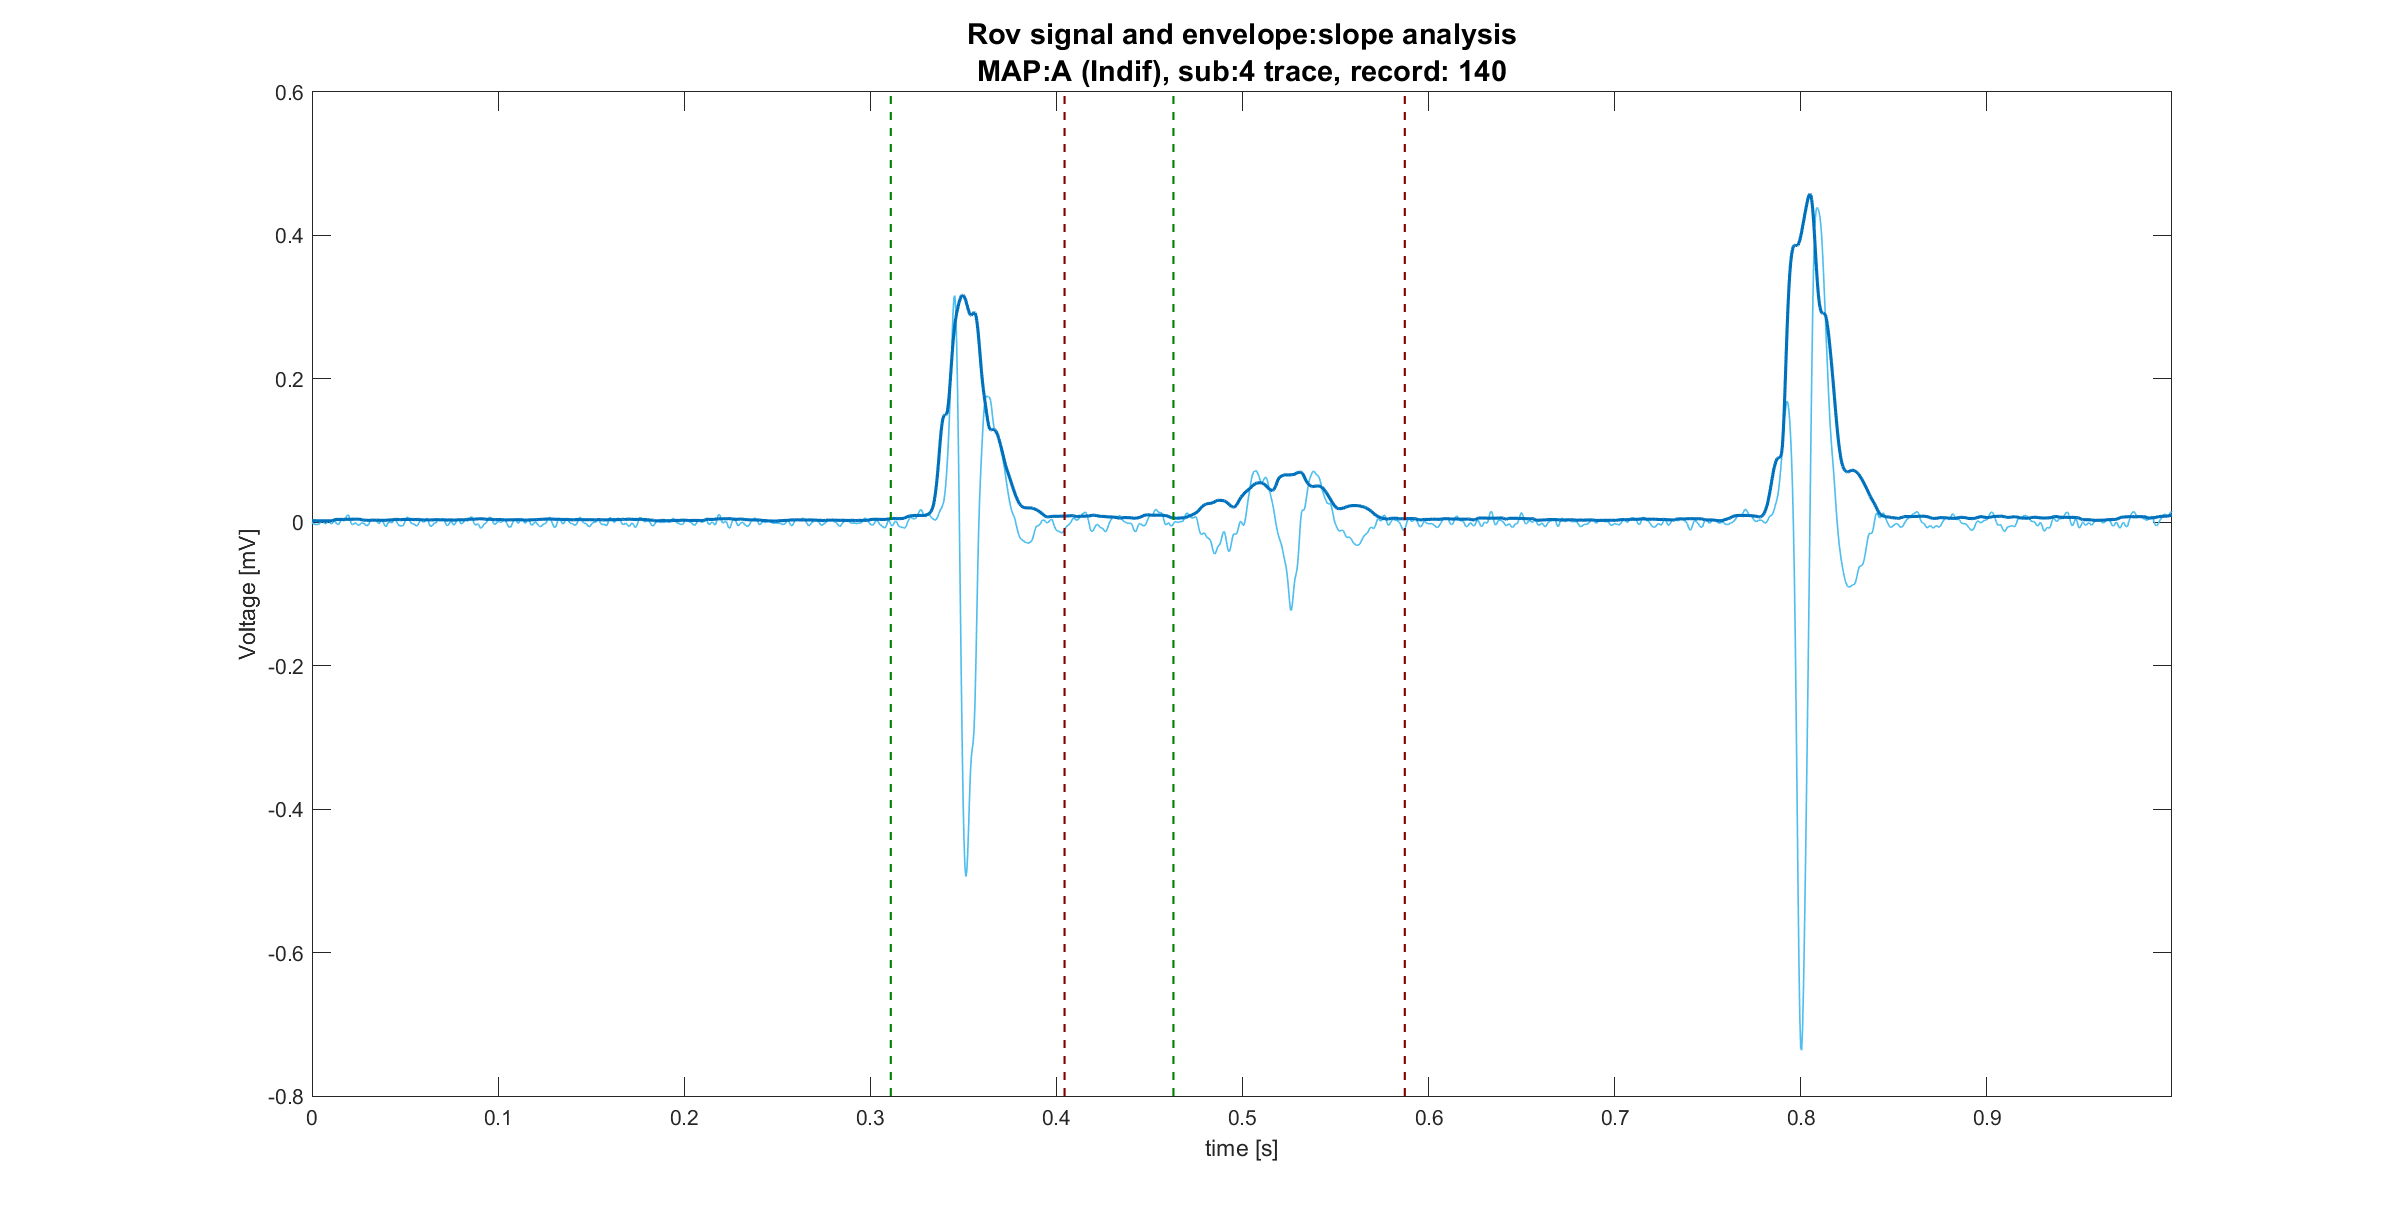 Rov signal and envelope:slope analysis
MAP:A (Indif), sub:4 trace, record: 140
0.6
0.4
0.2
0
-0.2
-0.4
-0.6
-0.8
Voltage [mV]
0 0.1 0.2 0.3 0.4 0.5 0.6 0.7 0.8 0.9
time [s]